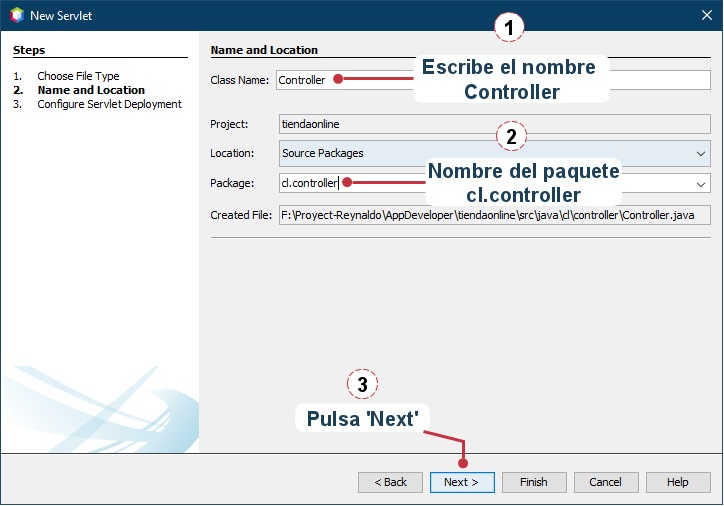 New Servlet
Steps
1. Choose File Type
2. Name and Location
3. Configure Servlet Deployment
Name and Location
1
Escribe el nombre
Controller
Class Name: Controller
Project: tiendaonline
2
Location: Source Packages
Nombre del paquete
cl.controller
Package: cl.controller
Created File: F:\Proyect-Reynaldo\AppDeveloper\tiendaonline\src\java\cl\controller\Controller.java
3
Pulsa 'Next'
< Back Next > Finish Cancel Help